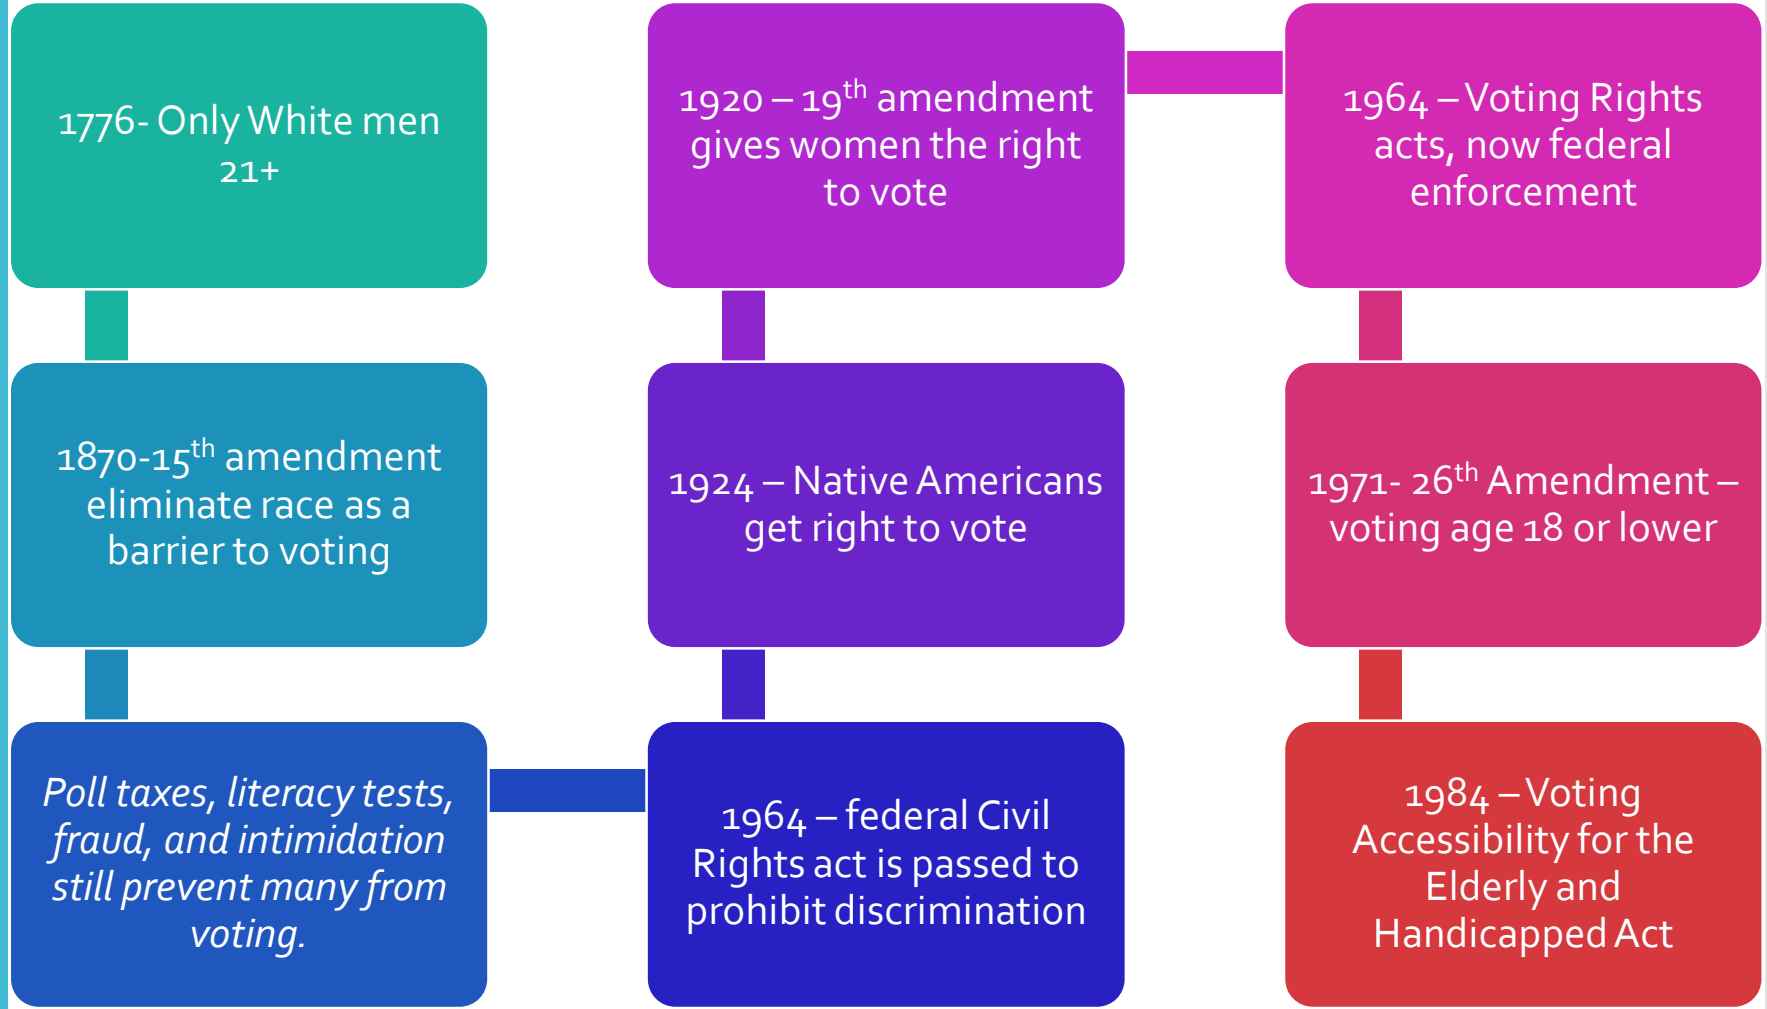 1776- Only White men
21+
1870-15th amendment
eliminate race as a
barrier to voting
Poll taxes, literacy tests,
fraud, and intimidation
still prevent many from
voting.
1964 – federal Civil
Rights act is passed to
prohibit discrimination
1924 – Native Americans
get right to vote
1920 – 19th amendment
gives women the right
to vote
1964 – Voting Rights
acts, now federal
enforcement
1971- 26th Amendment –
voting age 18 or lower
1984 – Voting
Accessibility for the
Elderly and
Handicapped Act